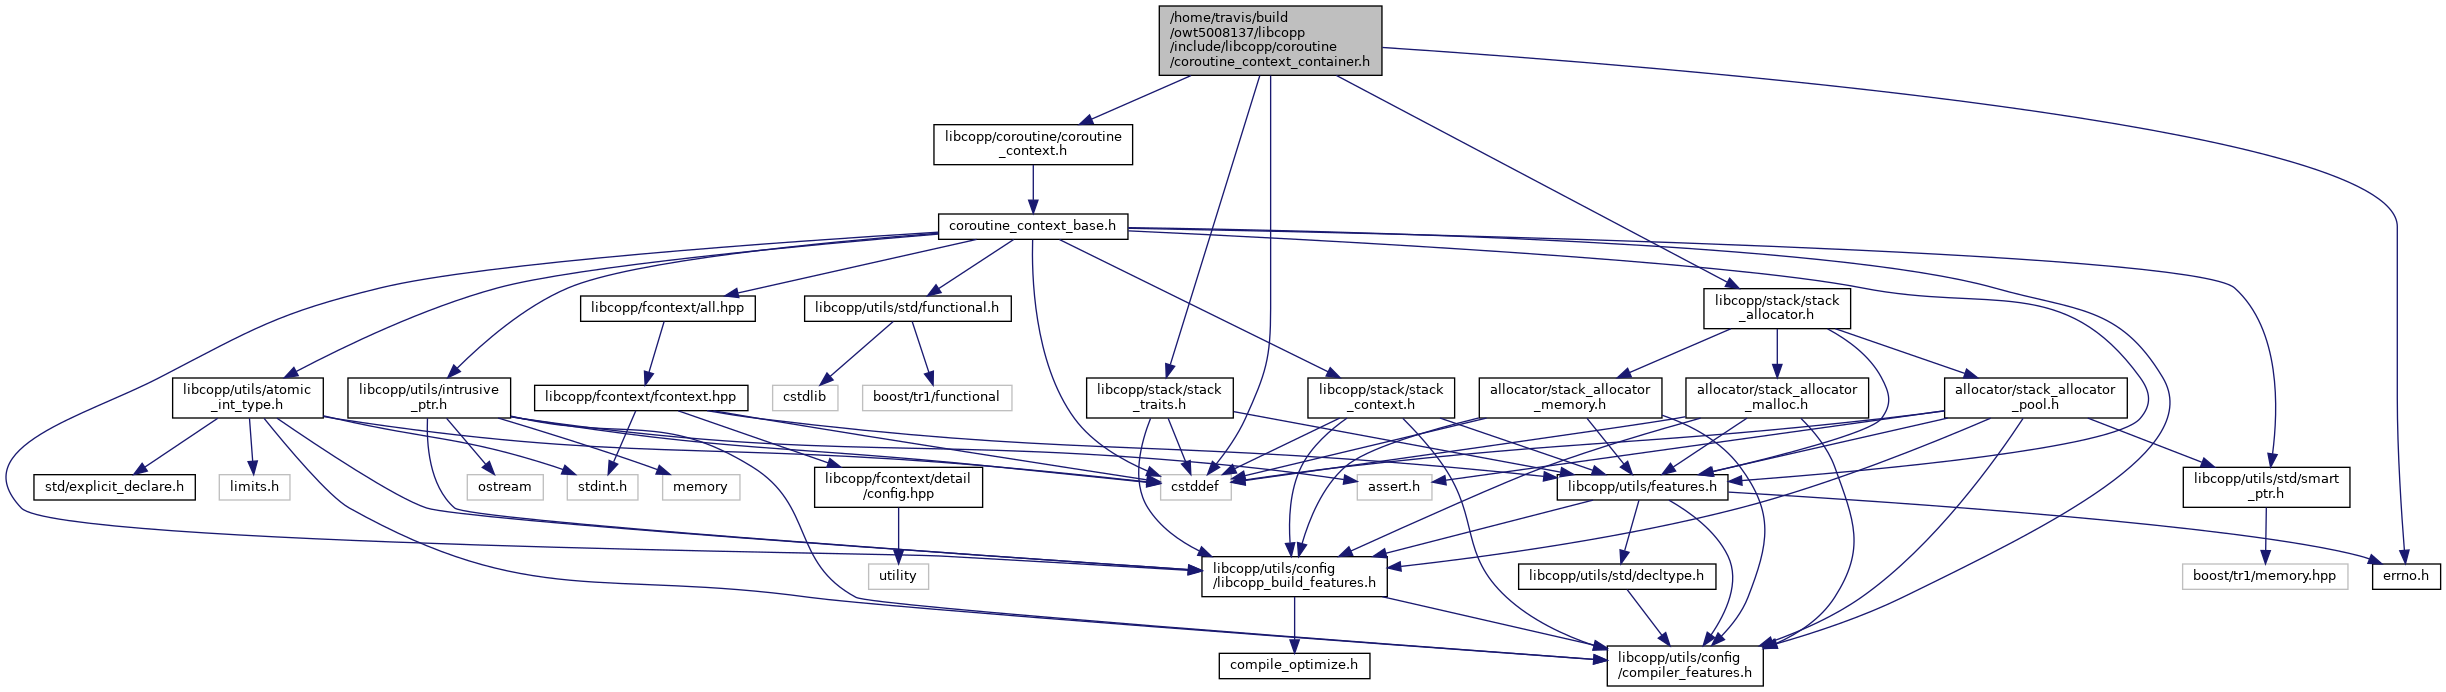 /home/travis/build
/owt5008137/libcopp
/include/libcopp/coroutine
/coroutine_context_container.h
libcopp/coroutine/coroutine
_context.h
coroutine_context_base.h
libcopp/fcontext/all.hpp
libcopp/utils/std/functional.h
libcopp/stack/stack
_allocator.h
libcopp/utils/atomic
_int_type.h
libcopp/utils/intrusive
_ptr.h
libcopp/fcontext/fcontext.hpp
cstdlib
boost/tr1/functional
libcopp/stack/stack
_traits.h
libcopp/stack/stack
_context.h
allocator/stack_allocator
_memory.h
allocator/stack_allocator
_malloc.h
allocator/stack_allocator
_pool.h
std/explicit_declare.h
limits.h
ostream
stdint.h
memory
libcopp/fcontext/detail
/config.hpp
cstddef
assert.h
libcopp/utils/features.h
libcopp/utils/std/smart
_ptr.h
utility
libcopp/utils/config
/libcopp_build_features.h
libcopp/utils/std/decltype.h
boost/tr1/memory.hpp
errno.h
compile_optimize.h
libcopp/utils/config
/compiler_features.h